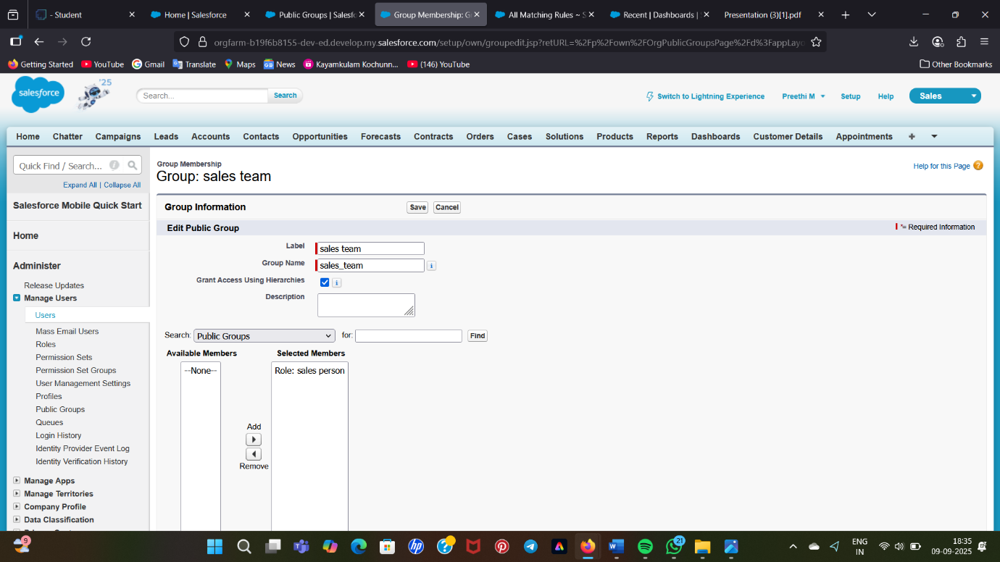 - Student
Home | Salesforce
Public Groups | Salesfo
Group Membership: G
All Matching Rules ~ S
Recent | Dashboards |
Presentation (3)[1].pdf
orgfarm-b19f6b8155-dev-ed.develop.my.salesforce.com/setup/own/groupedit.jsp?retURL=%2Fp%2Fown%2FOrgPublicGroupsPage%2Fd%3FappLayo
Getting Started
YouTube
Gmail
Translate
Maps
News
Kayamkulam Kochunn...
(146) YouTube
Other Bookmarks
salesforce
'25
Search...
Search
Switch to Lightning Experience
Preethi M
Setup
Help
Sales
Home
Chatter
Campaigns
Leads
Accounts
Contacts
Opportunities
Forecasts
Contracts
Orders
Cases
Solutions
Products
Reports
Dashboards
Customer Details
Appointments
+
Quick Find / Search...
Expand All | Collapse All
Salesforce Mobile Quick Start
Home
Administer
Release Updates
Manage Users
Users
Mass Email Users
Roles
Permission Sets
Permission Set Groups
User Management Settings
Profiles
Public Groups
Queues
Login History
Identity Provider Event Log
Identity Verification History
Manage Apps
Manage Territories
Company Profile
Data Classification
Group Membership
Group: sales team
Help for this Page
Group Information
Save
Cancel
Edit Public Group
= Required Information
Label
sales team
Group Name
sales_team
Grant Access Using Hierarchies
Description
Search:
Public Groups
for:
Find
Available Members
Selected Members
--None--
Role: sales person
Add
Remove
9
21
ENG
IN
18:35
09-09-2025